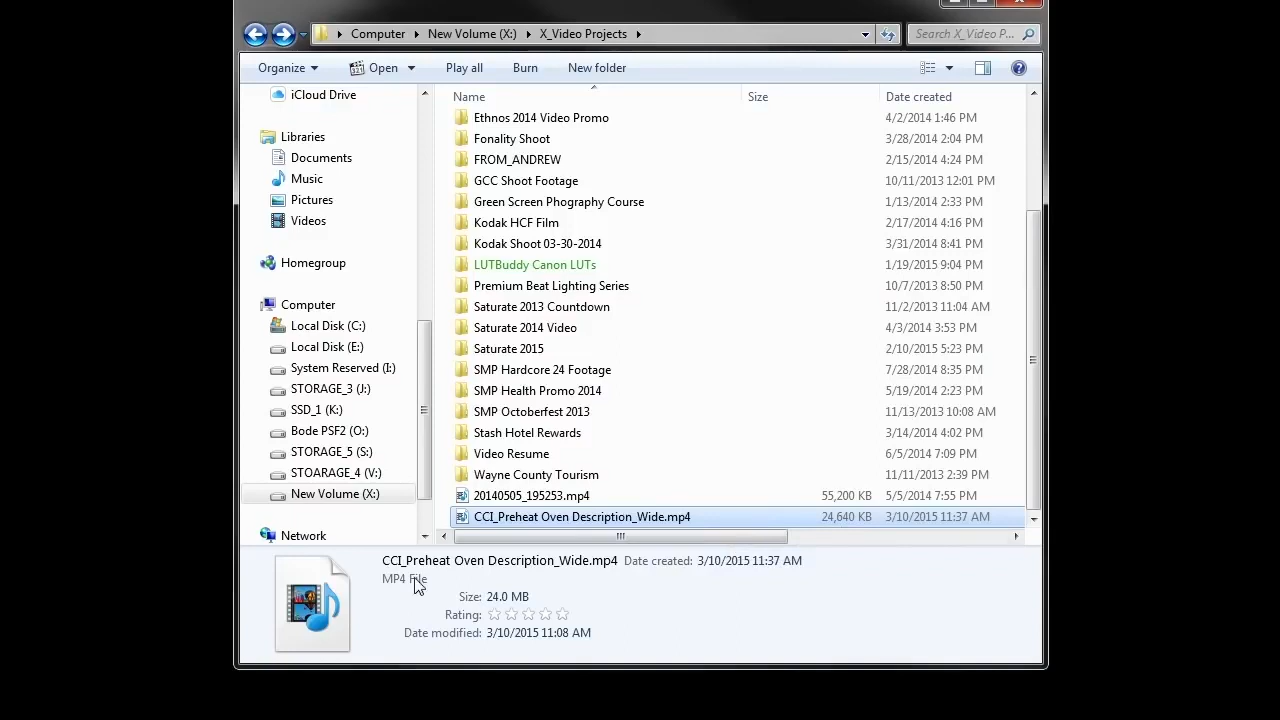 Computer New Volume (X:) X_Video Projects Search X_Video P...
Organize Open Play all Burn New folder
iCloud Drive
Libraries
Documents
Music
Pictures
Videos
Homegroup
Computer
Local Disk (C:)
Local Disk (E:)
System Reserved (I:)
STORAGE_3 (J:)
SSD_1 (K:)
Bode PSF2 (O:)
STORAGE_5 (S:)
STOARAGE_4 (V:)
New Volume (X:)
Network
Name Size Date created
Ethnos 2014 Video Promo 4/2/2014 1:46 PM
Fonality Shoot 3/28/2014 2:04 PM
FROM_ANDREW 2/15/2014 4:24 PM
GCC Shoot Footage 10/11/2013 12:01 PM
Green Screen Phography Course 1/13/2014 2:33 PM
Kodak HCF Film 2/17/2014 4:16 PM
Kodak Shoot 03-30-2014 3/31/2014 8:41 PM
LUTBuddy Canon LUTs 1/19/2015 9:04 PM
Premium Beat Lighting Series 10/7/2013 8:50 PM
Saturate 2013 Countdown 11/2/2013 11:04 AM
Saturate 2014 Video 4/3/2014 3:53 PM
Saturate 2015 2/10/2015 5:23 PM
SMP Hardcore 24 Footage 7/28/2014 8:35 PM
SMP Health Promo 2014 5/19/2014 2:23 PM
SMP Octoberfest 2013 11/13/2013 10:08 AM
Stash Hotel Rewards 3/14/2014 4:02 PM
Video Resume 6/5/2014 7:09 PM
Wayne County Tourism 11/11/2013 2:39 PM
20140505_195253.mp4 55,200 KB 5/5/2014 7:55 PM
CCI_Preheat Oven Description_Wide.mp4 24,640 KB 3/10/2015 11:37 AM
CCI_Preheat Oven Description_Wide.mp4 Date created: 3/10/2015 11:37 AM
MP4 File
Size: 24.0 MB
Rating:
Date modified: 3/10/2015 11:08 AM